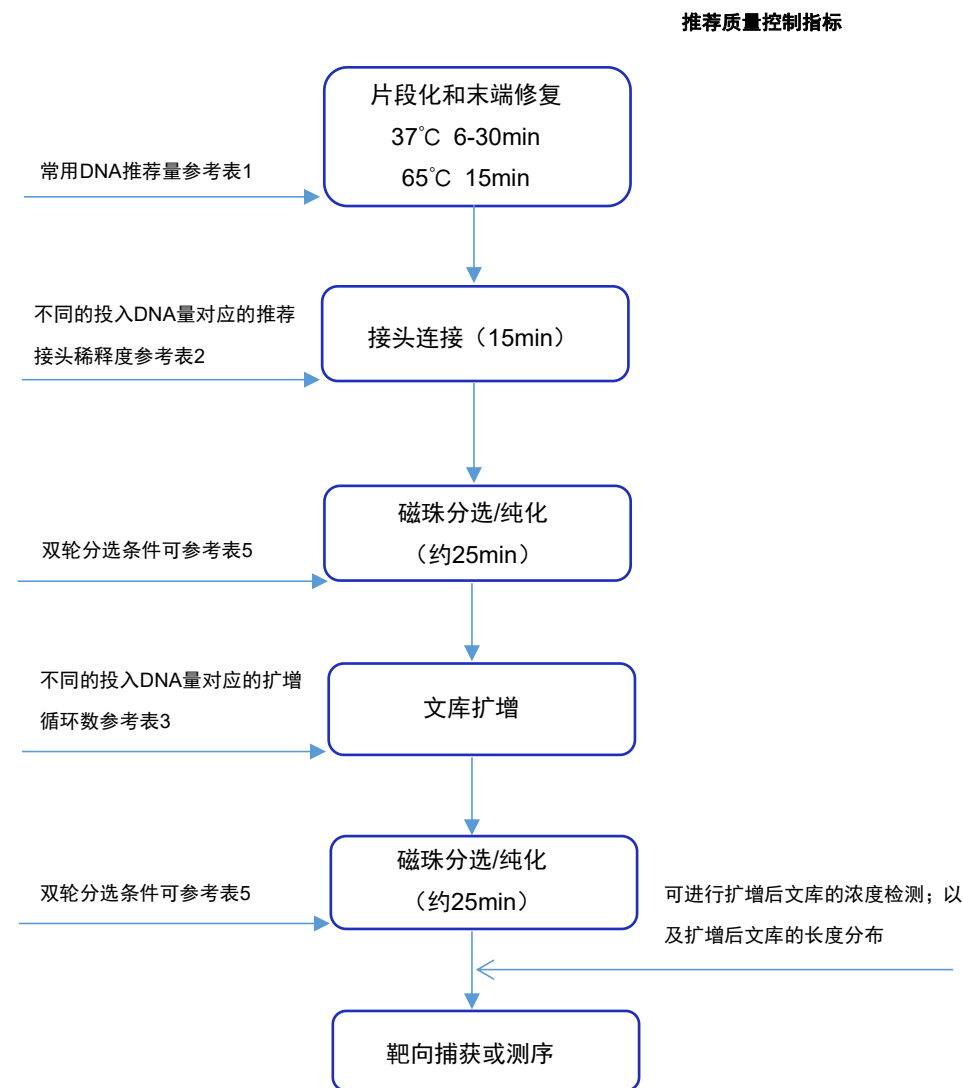 推荐质量控制指标
片段化和末端修复
37℃ 6-30min
65℃ 15min
常用DNA推荐量参考表1
不同的投入DNA量对应的推荐
接头稀释度参考表2
接头连接（15min）
磁珠分选/纯化
（约25min）
双轮分选条件可参考表5
不同的投入DNA量对应的扩增
循环数参考表3
文库扩增
磁珠分选/纯化
（约25min）
双轮分选条件可参考表5
可进行扩增后文库的浓度检测；以
及扩增后文库的长度分布
靶向捕获或测序